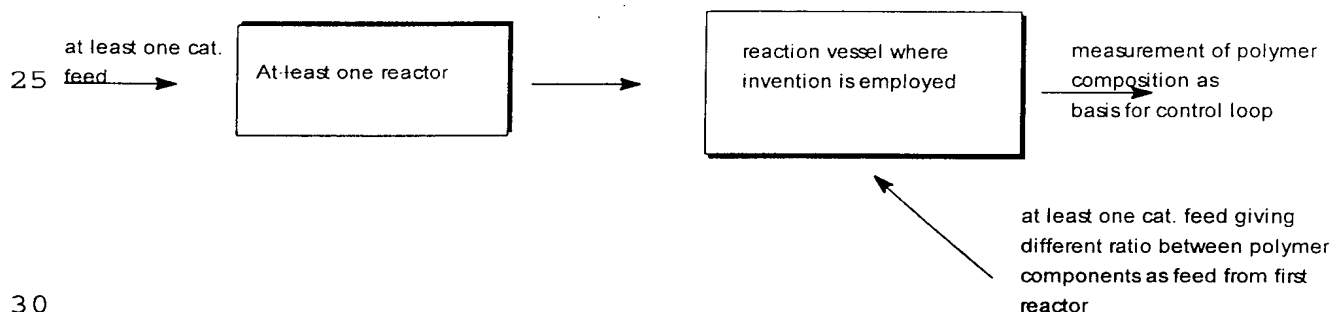 at least one cat.
25 feed
At least one reactor
reaction vessel where
invention is employed
measurement of polymer
composition as
basis for control loop
at least one cat. feed giving
different ratio between polymer
components as feed from first
reactor
30